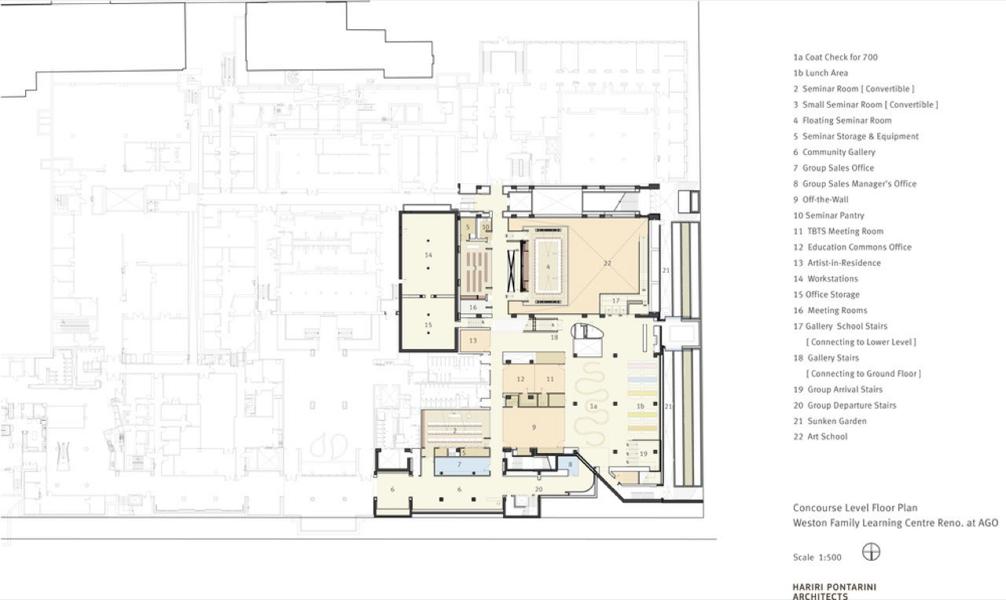 1a Coat Check for 700
1b Lunch Area
2 Seminar Room [ Convertible ]
3 Small Seminar Room [ Convertible ]
4 Floating Seminar Room
5 Seminar Storage & Equipment
6 Community Gallery
7 Group Sales Office
8 Group Sales Manager's Office
9 Off-the-Wall
10 Seminar Pantry
11 TBTS Meeting Room
12 Education Commons Office
13 Artist-in-Residence
14 Workstations
15 Office Storage
16 Meeting Rooms
17 Gallery School Stairs
[ Connecting to Lower Level ]
18 Gallery Stairs
[ Connecting to Ground Floor ]
19 Group Arrival Stairs
20 Group Departure Stairs
21 Sunken Garden
22 Art School
5
10
14
4
22
21
17
16
15
13
18
12
11
1a
1b
21
9
2
5
7
8
19
6
6
20
Concourse Level Floor Plan
Weston Family Learning Centre Reno. at AGO
Scale 1:500
HARIRI PONTARINI
ARCHITECTS